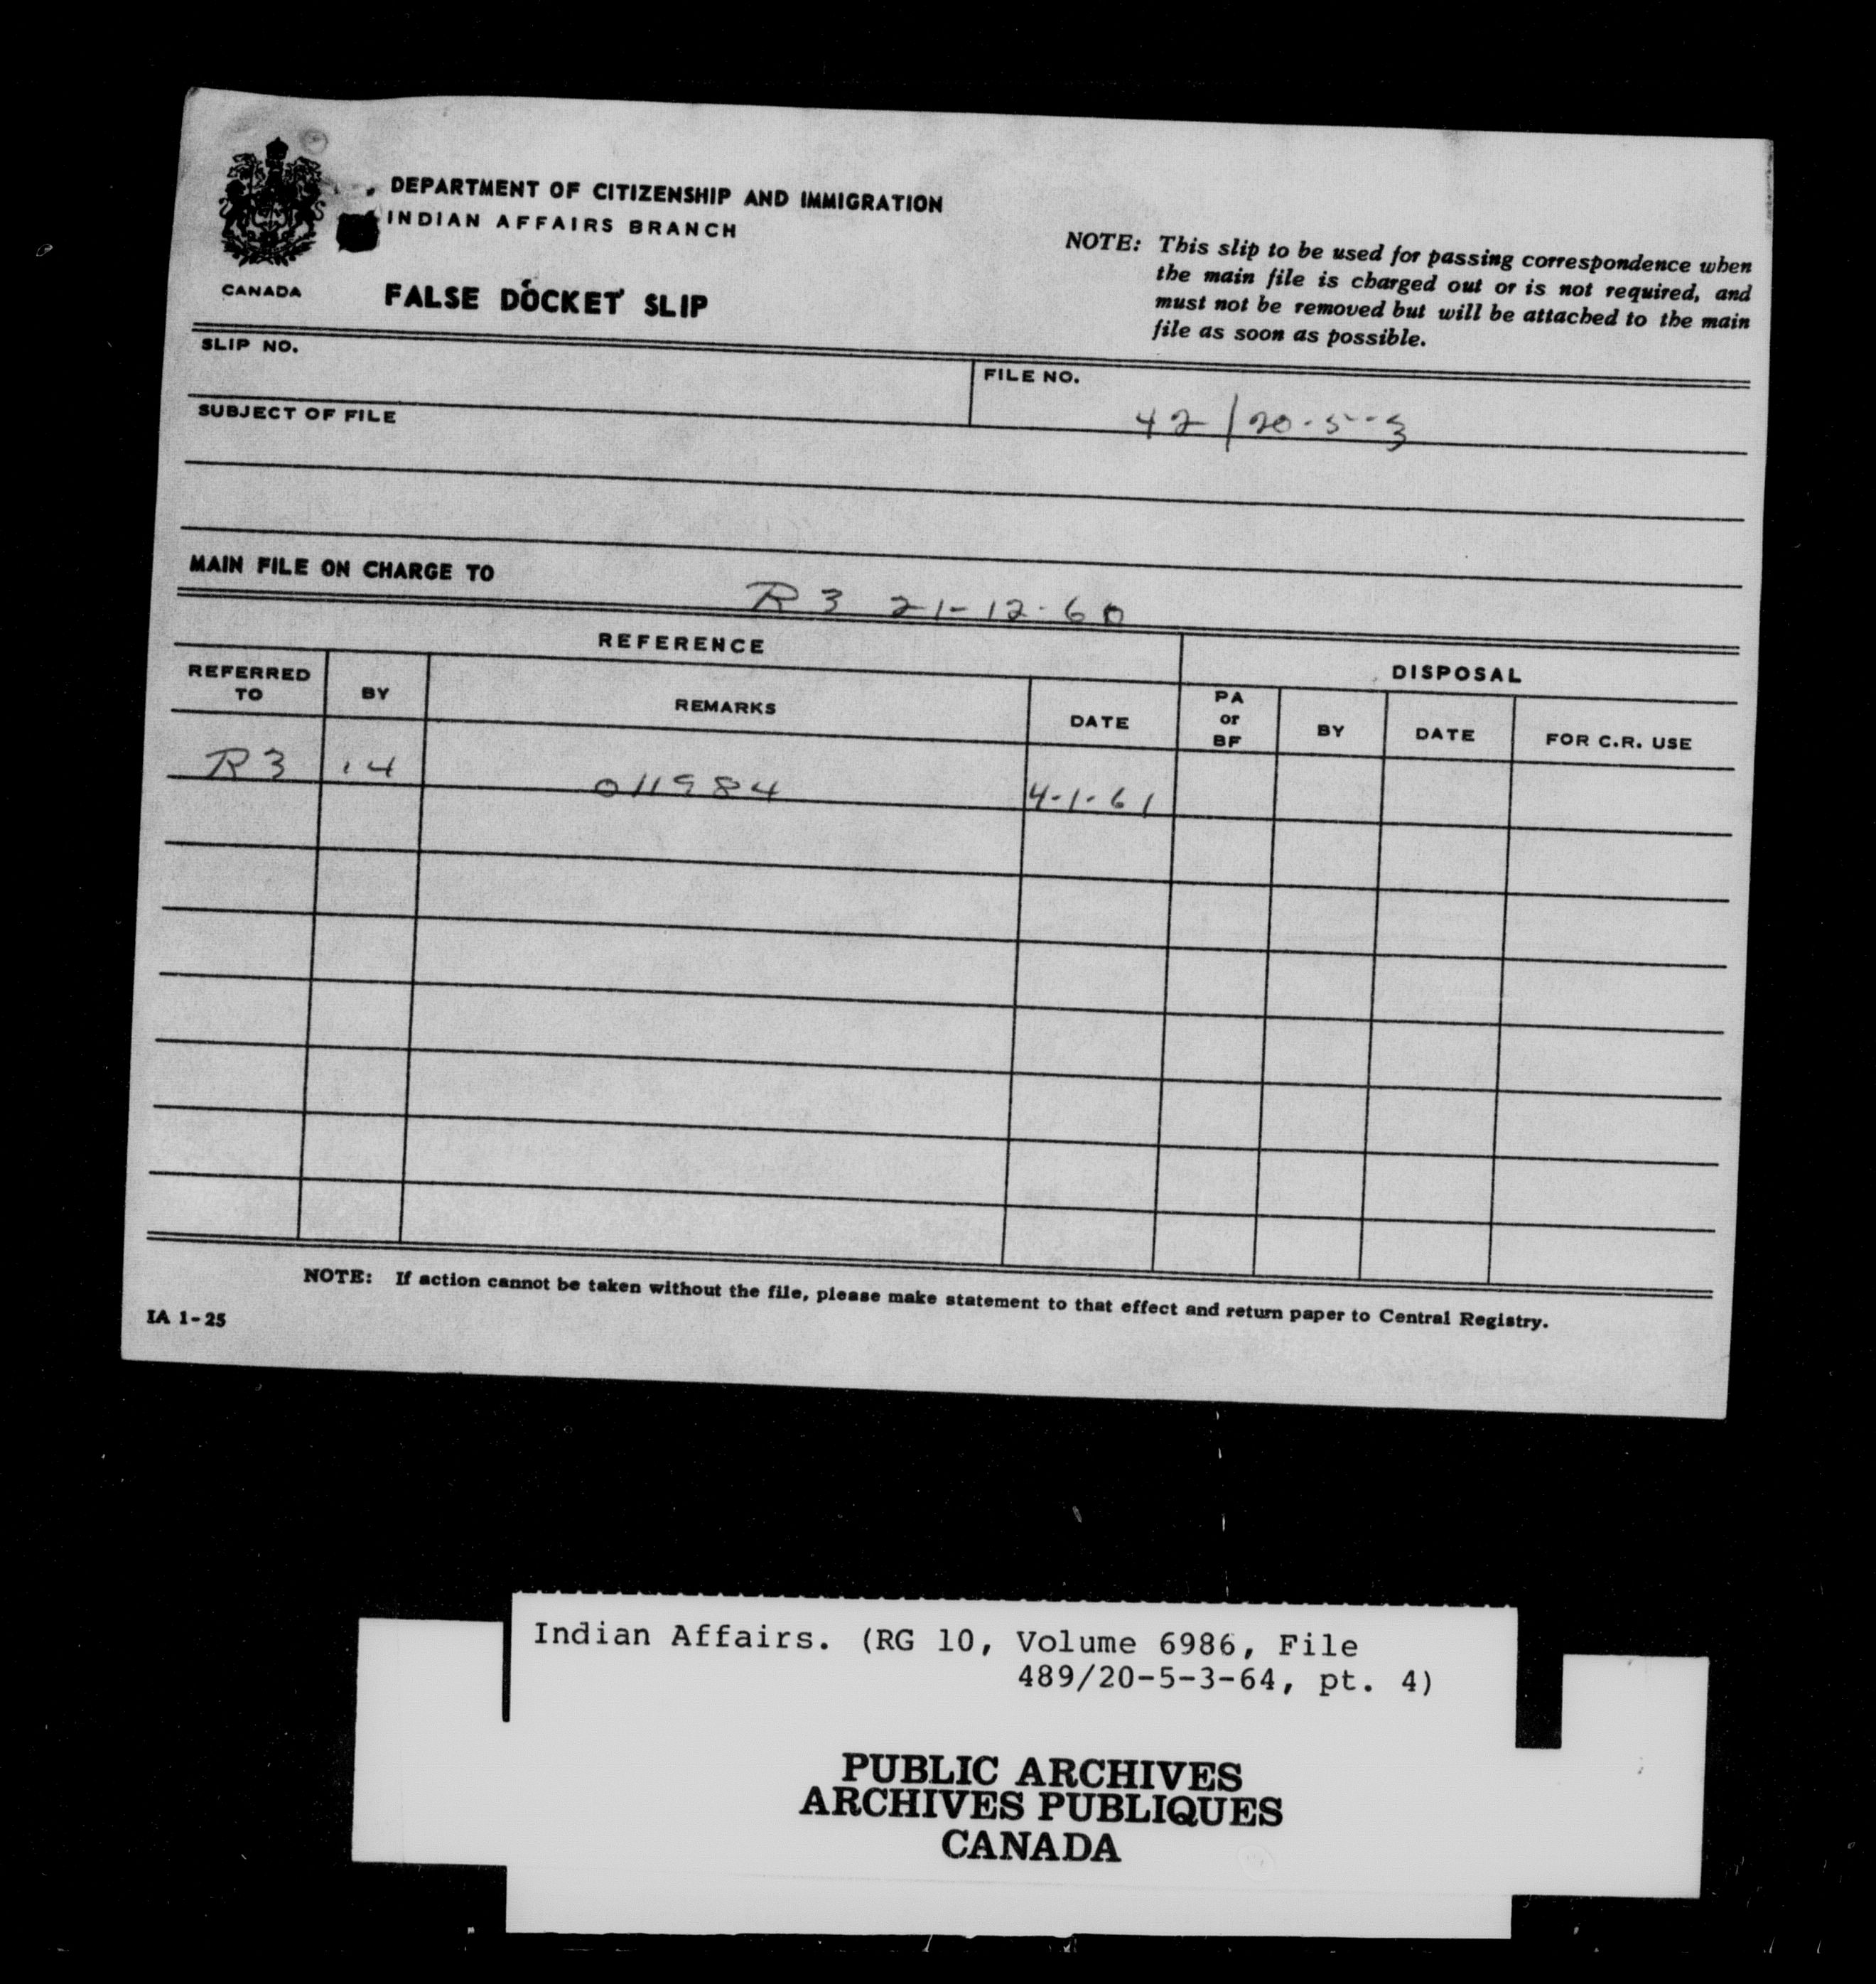 DEPARTMENT OF CITIZENSHIP AND IMMIGRATION
INDIAN AFFAIRS BRANCH
CANADA
FALSE DOCKET SLIP
NOTE: This slip to be used for passing correspondence when
the main file is charged out or is not required, and
must not be removed but will be attached to the main
file as soon as possible.
SLIP NO.
FILE NO.
42/20-5-3
SUBJECT OF FILE
MAIN FILE ON CHARGE TO
R3 21-12-60
REFERENCE
DISPOSAL
REFERRED
TO
BY
REMARKS
DATE
PA
or
BF
BY
DATE
FOR C.R. USE
R3 14 011984 4-1-61
NOTE: If action cannot be taken without the file, please make statement to that effect and return paper to Central Registry.
IA 1-25
Indian Affairs. (RG 10, Volume 6986, File
489/20-5-3-64, pt. 4)
PUBLIC ARCHIVES
ARCHIVES PUBLIQUES
CANADA